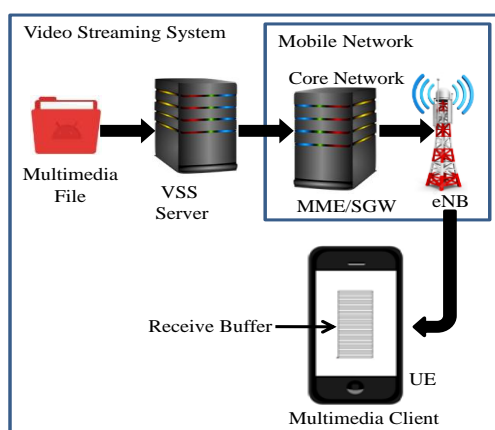 Video Streaming System
Mobile Network
Core Network
Multimedia
File
VSS
Server
MME/SGW
eNB
Receive Buffer
UE
Multimedia Client